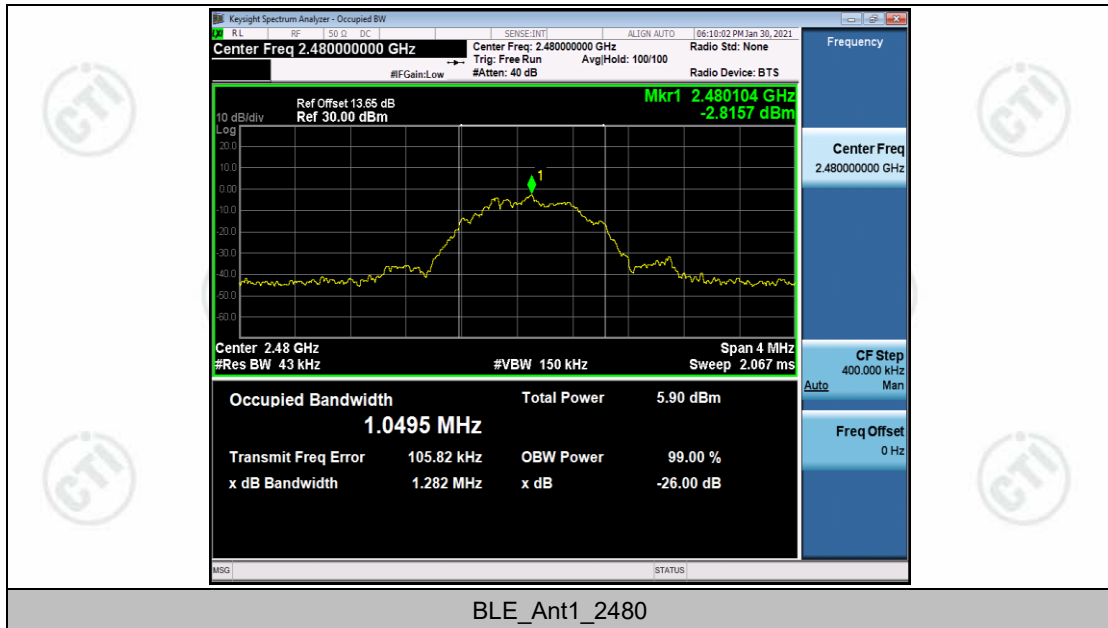 Keysight Spectrum Analyzer - Occupied BW
RL RF 50 Ω DC SENSE:INT ALIGN AUTO 06:10:02 PM Jan 30, 2021
Center Freq 2.480000000 GHz
Center Freq: 2.480000000 GHz
Radio Std: None
Trig: Free Run Avg|Hold: 100/100
#IFGain:Low
#Atten: 40 dB
Radio Device: BTS
Frequency
Mkr1 2.480104 GHz
-2.8157 dBm
Ref Offset 13.65 dB
10 dB/div Ref 30.00 dBm
Log
20.0
10.0
0.00
-10.0
-20.0
-30.0
-40.0
-50.0
-60.0
1
Center 2.48 GHz Span 4 MHz
#Res BW 43 kHz #VBW 150 kHz Sweep 2.067 ms
Center Freq
2.480000000 GHz
CF Step
400.000 kHz
Auto Man
Freq Offset
0 Hz
Occupied Bandwidth
1.0495 MHz
Total Power 5.90 dBm
Transmit Freq Error 105.82 kHz OBW Power 99.00 %
x dB Bandwidth 1.282 MHz x dB -26.00 dB
MSG STATUS
CTI
CTI
CTI
CTI
BLE_Ant1_2480